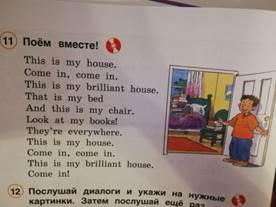 11 Поём вместе!
This is my house.
Come in, come in.
This is my brilliant house.
That is my bed
And this is my chair.
Look at my books!
They're everywhere.
This is my house.
Come in, come in.
This is my brilliant house.
Come in!
12 Послушай диалоги и укажи на нужные
картинки. Затем послушай ещё раз